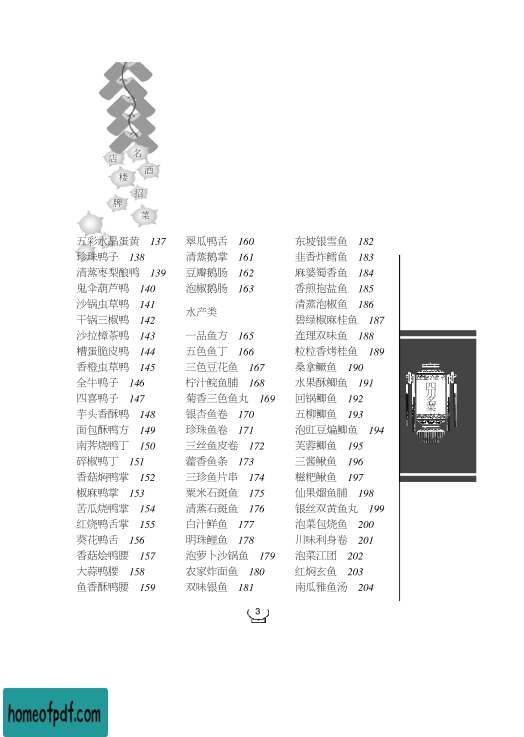 名
店
酒
楼
招
牌
菜
五彩水晶蛋黄 137
珍珠鸭子 138
清蒸枣梨酸鸭 139
鬼伞葫芦鸭 140
沙锅虫草鸭 141
干锅三椒鸭 142
沙拉樟茶鸭 143
糟蛋脆皮鸭 144
香橙虫草鸭 145
全牛鸭子 146
四喜鸭子 147
芋头香酥鸭 148
面包酥鸭方 149
南荠烧鸭丁 150
碎椒鸭丁 151
香菇焖鸭掌 152
椒麻鸭掌 153
苦瓜烧鸭掌 154
红烧鸭舌掌 155
葵花鸭舌 156
香菇烩鸭腰 157
大蒜鸭腰 158
鱼香酥鸭腰 159
翠瓜鸭舌 160
清蒸鹅掌 161
豆瓣鹅肠 162
泡椒鹅肠 163
水产类
一品鱼方 165
五色鱼丁 166
三色豆花鱼 167
柠汁鲩鱼脯 168
菊香三色鱼丸 169
银杏鱼卷 170
珍珠鱼卷 171
三丝鱼皮卷 172
藿香鱼条 173
三珍鱼片串 174
粟米石斑鱼 175
清蒸石斑鱼 176
白汁鲜鱼 177
明珠鲤鱼 178
泡萝卜沙锅鱼 179
农家炸面鱼 180
双味银鱼 181
东坡银雪鱼 182
韭香炸鳕鱼 183
麻婆蜀香鱼 184
香煎抱盐鱼 185
清蒸泡椒鱼 186
碧绿椒麻桂鱼 187
连理双味鱼 188
粒粒香烤桂鱼 189
桑拿鳜鱼 190
水果酥鲫鱼 191
回锅鲫鱼 192
五柳鲫鱼 193
泡豇豆煸鲫鱼 194
芙蓉鲫鱼 195
三酱鳅鱼 196
糍粑鳅鱼 197
仙果熘鱼脯 198
银丝双黄鱼丸 199
泡菜包烧鱼 200
川味利身卷 201
泡菜江团 202
红焖玄鱼 203
南瓜雅鱼汤 204
四川菜
3
homeofpdf.com